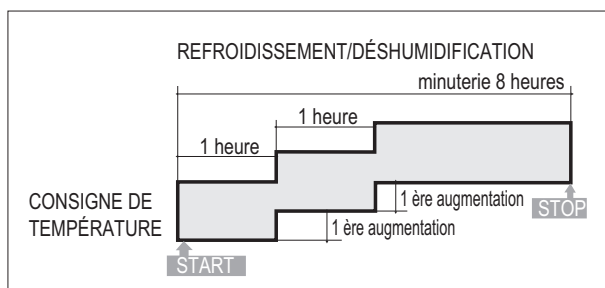 REFROIDISSEMENT/DÉSHUMIDIFICATION
minuterie 8 heures
1 heure
1 heure
CONSIGNE DE
TEMPÉRATURE
1 ère augmentation
STOP
1 ère augmentation
START